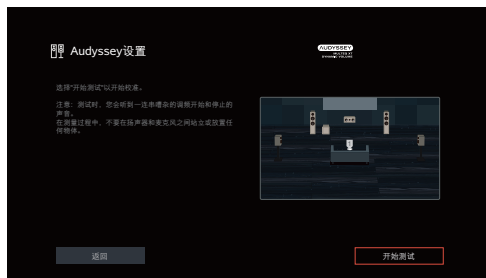 Audyssey设置
AUDYSSEY
MULTEQ XT
DYNAMIC VOLUME
选择“开始测试”以开始校准。
注意：测试时，您会听到一连串嘈杂的调频开始和停止的
声音。
在测量过程中，不要在扬声器和麦克风之间站立或放置任
何物体。
返回
开始测试